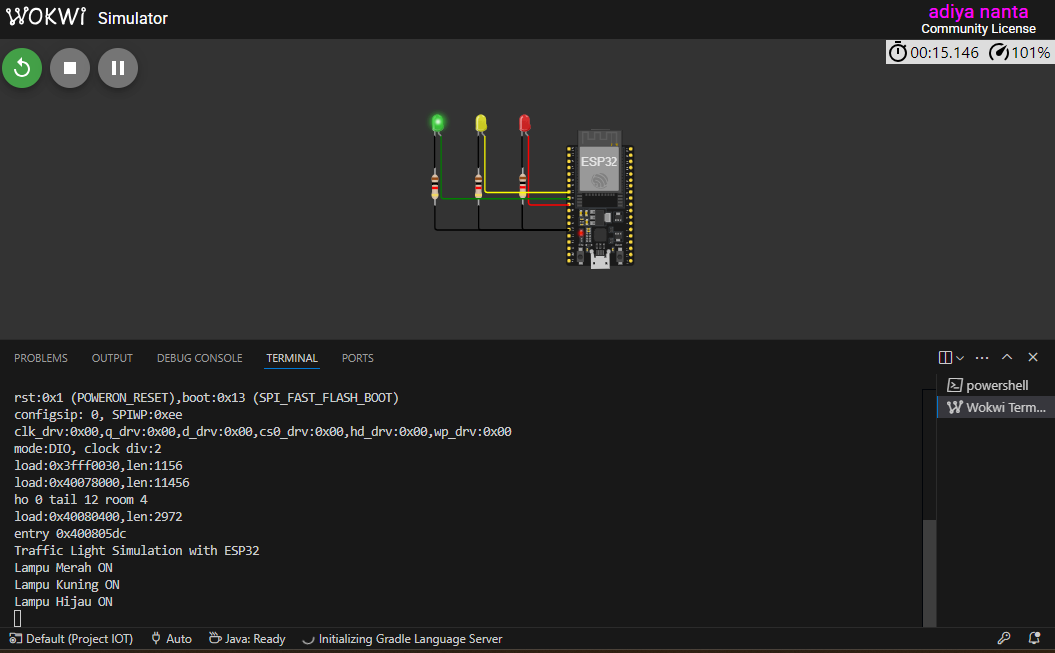 WOKWI Simulator
adiya nanta
Community License
00:15.146 101%
ESP32
PROBLEMS OUTPUT DEBUG CONSOLE TERMINAL PORTS
powershell
Wokwi Term...
rst:0x1 (POWERON_RESET),boot:0x13 (SPI_FAST_FLASH_BOOT)
configsip: 0, SPIWP:0xee
clk_drv:0x00,q_drv:0x00,d_drv:0x00,cs0_drv:0x00,hd_drv:0x00,wp_drv:0x00
mode:DIO, clock div:2
load:0x3fff0030,len:1156
load:0x40078000,len:11456
ho 0 tail 12 room 4
load:0x40080400,len:2972
entry 0x400805dc
Traffic Light Simulation with ESP32
Lampu Merah ON
Lampu Kuning ON
Lampu Hijau ON
Default (Project IOT) Auto Java: Ready Initializing Gradle Language Server